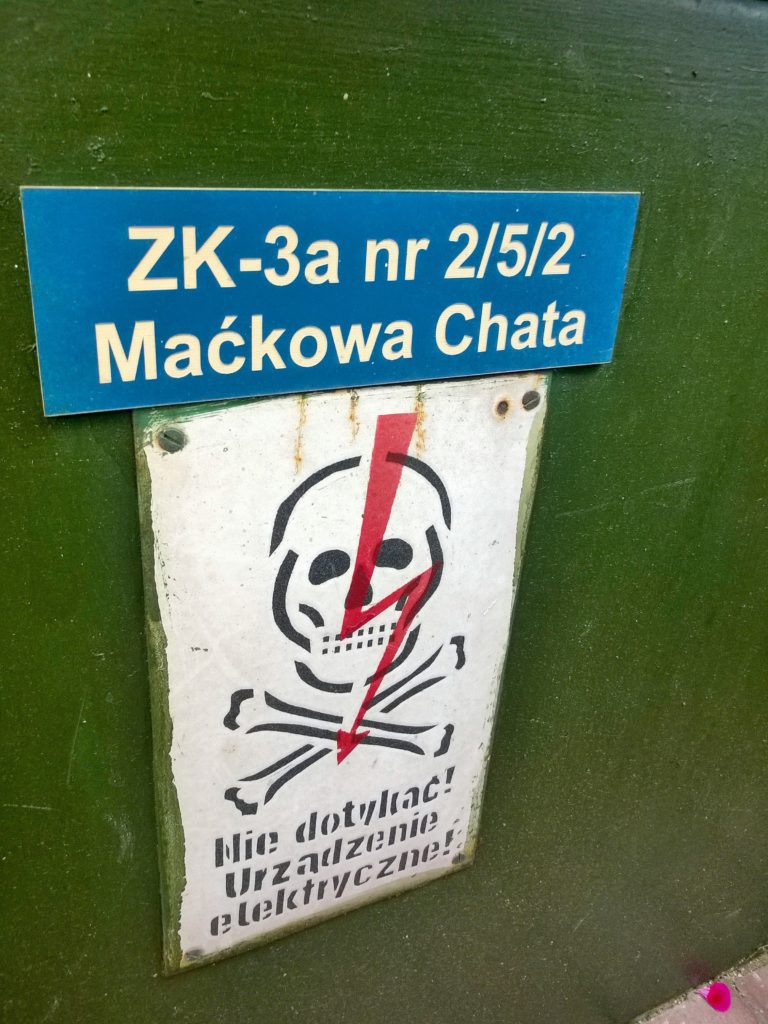 ZK-3a nr 2/5/2
Maćkowa Chata
Nie dotykać!
Urządzenie
elektryczne!